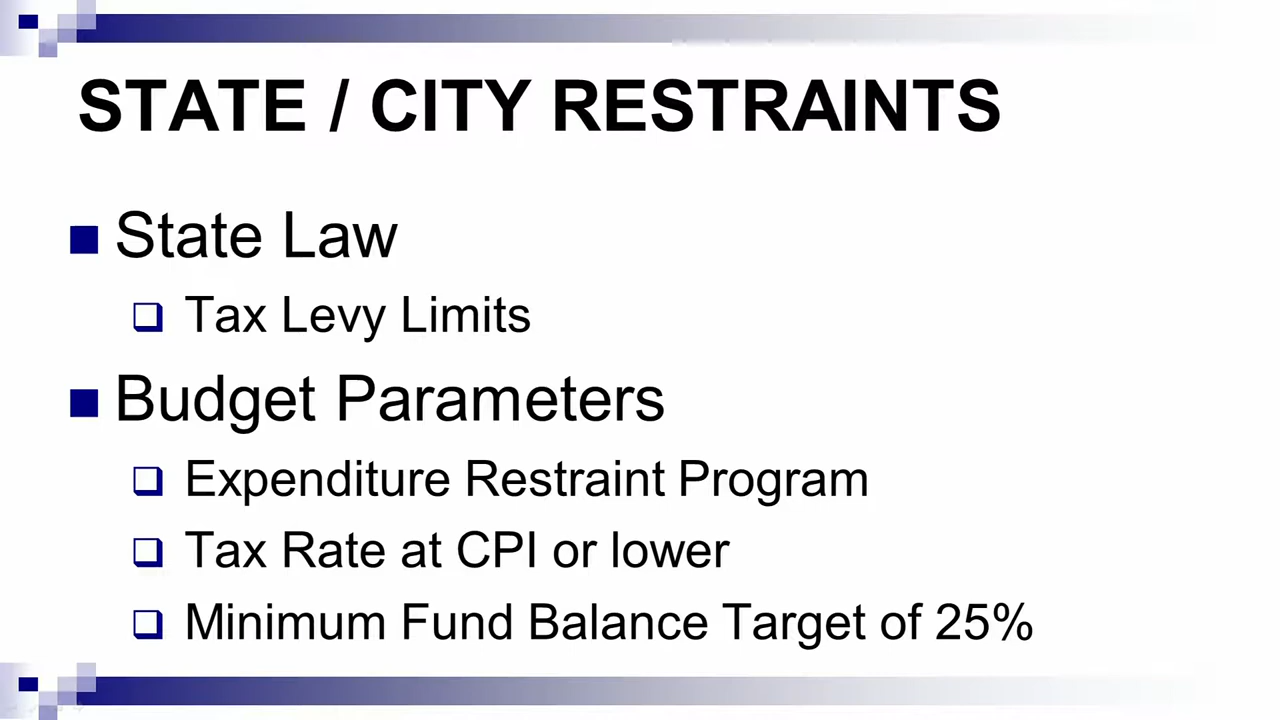 STATE / CITY RESTRAINTS
State Law
Tax Levy Limits
Budget Parameters
Expenditure Restraint Program
Tax Rate at CPI or lower
Minimum Fund Balance Target of 25%